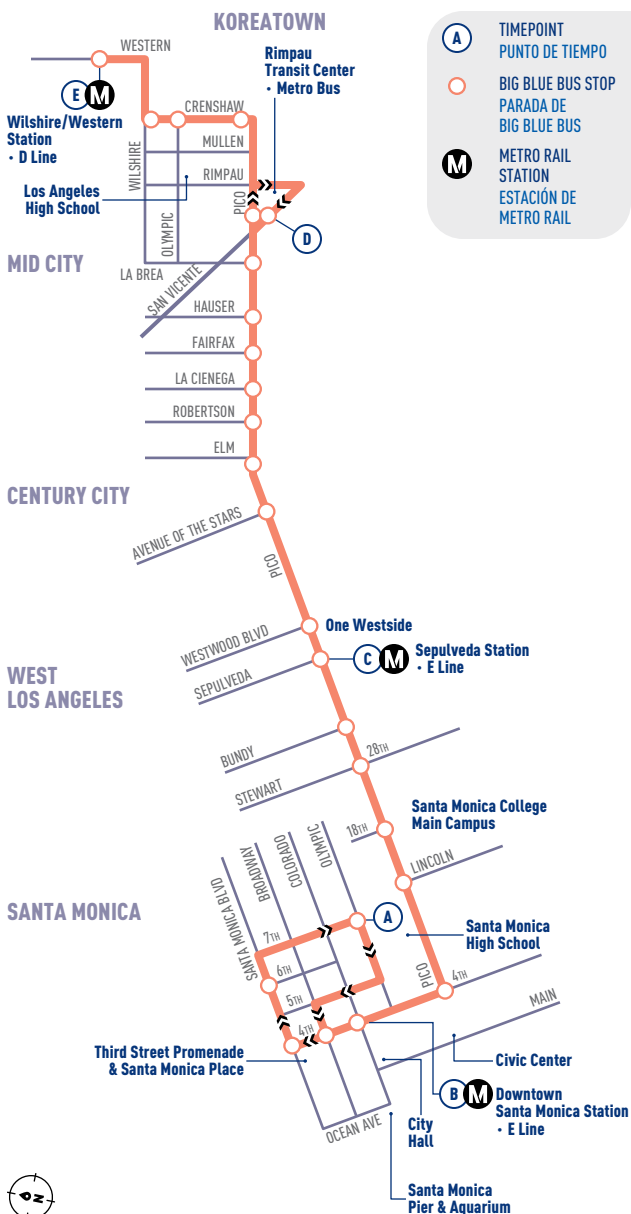 KOREATOWN
WESTERN
E M
Wilshire/Western
Station
• D Line
Rimpau
Transit Center
• Metro Bus
CRENSHAW
MULLEN
RIMPAU
WILSHIRE
OLYMPIC
PICO
Los Angeles
High School
D
MID CITY
LA BREA
SAN VICENTE
HAUSER
FAIRFAX
LA CIENEGA
ROBERTSON
ELM
CENTURY CITY
AVENUE OF THE STARS
PICO
WESTWOOD BLVD
One Westside
SEPULVEDA
C M
Sepulveda Station
• E Line
WEST
LOS ANGELES
BUNDY
STEWART
28TH
Santa Monica College
Main Campus
18TH
LINCOLN
SANTA MONICA
SANTA MONICA BLVD
BROADWAY
COLORADO
OLYMPIC
7TH
6TH
5TH
4TH
A
Santa Monica
High School
PICO
4TH
MAIN
Third Street Promenade
& Santa Monica Place
Civic Center
B M
Downtown
Santa Monica Station
• E Line
City
Hall
OCEAN AVE
Santa Monica
Pier & Aquarium
N
A
TIMEPOINT
PUNTO DE TIEMPO
BIG BLUE BUS STOP
PARADA DE
BIG BLUE BUS
M
METRO RAIL
STATION
ESTACIÓN DE
METRO RAIL